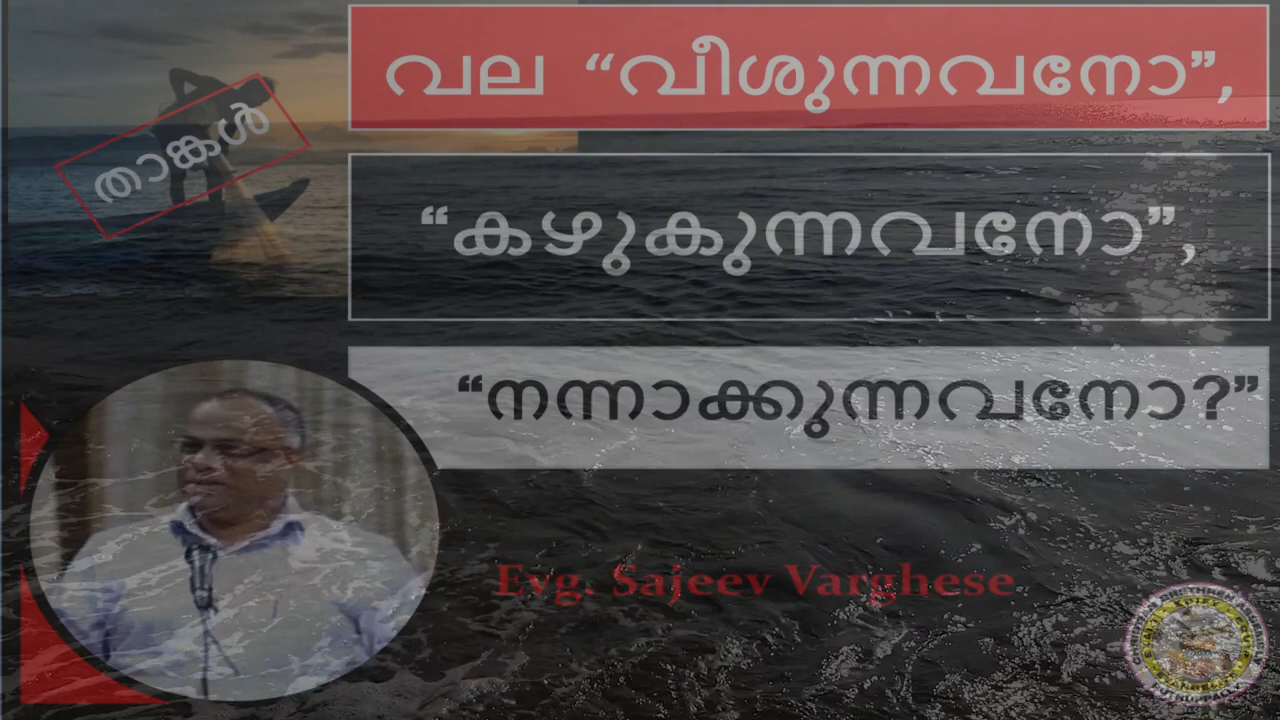 താങ്കൾ
വല “വീശുന്നവനോ”,
“കഴുകുന്നവനോ”,
“നന്നാക്കുന്നവനോ?”
Evg. Sajeev Varghese